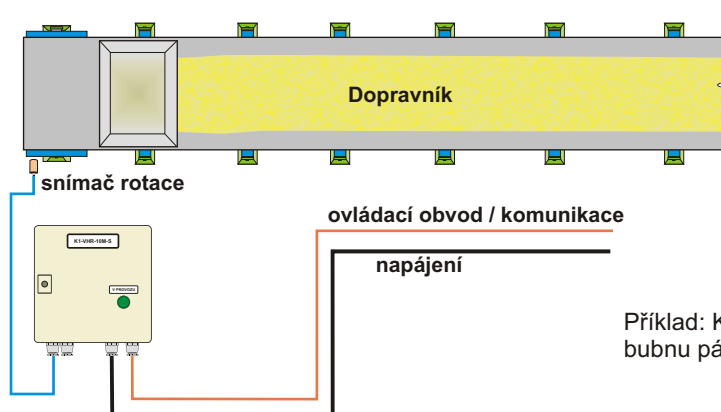 Dopravník
snímač rotace
ovládací obvod / komunikace
K1-VHR-10M-S
napájení
V PROVOZU
Příklad: K
bubnu pá